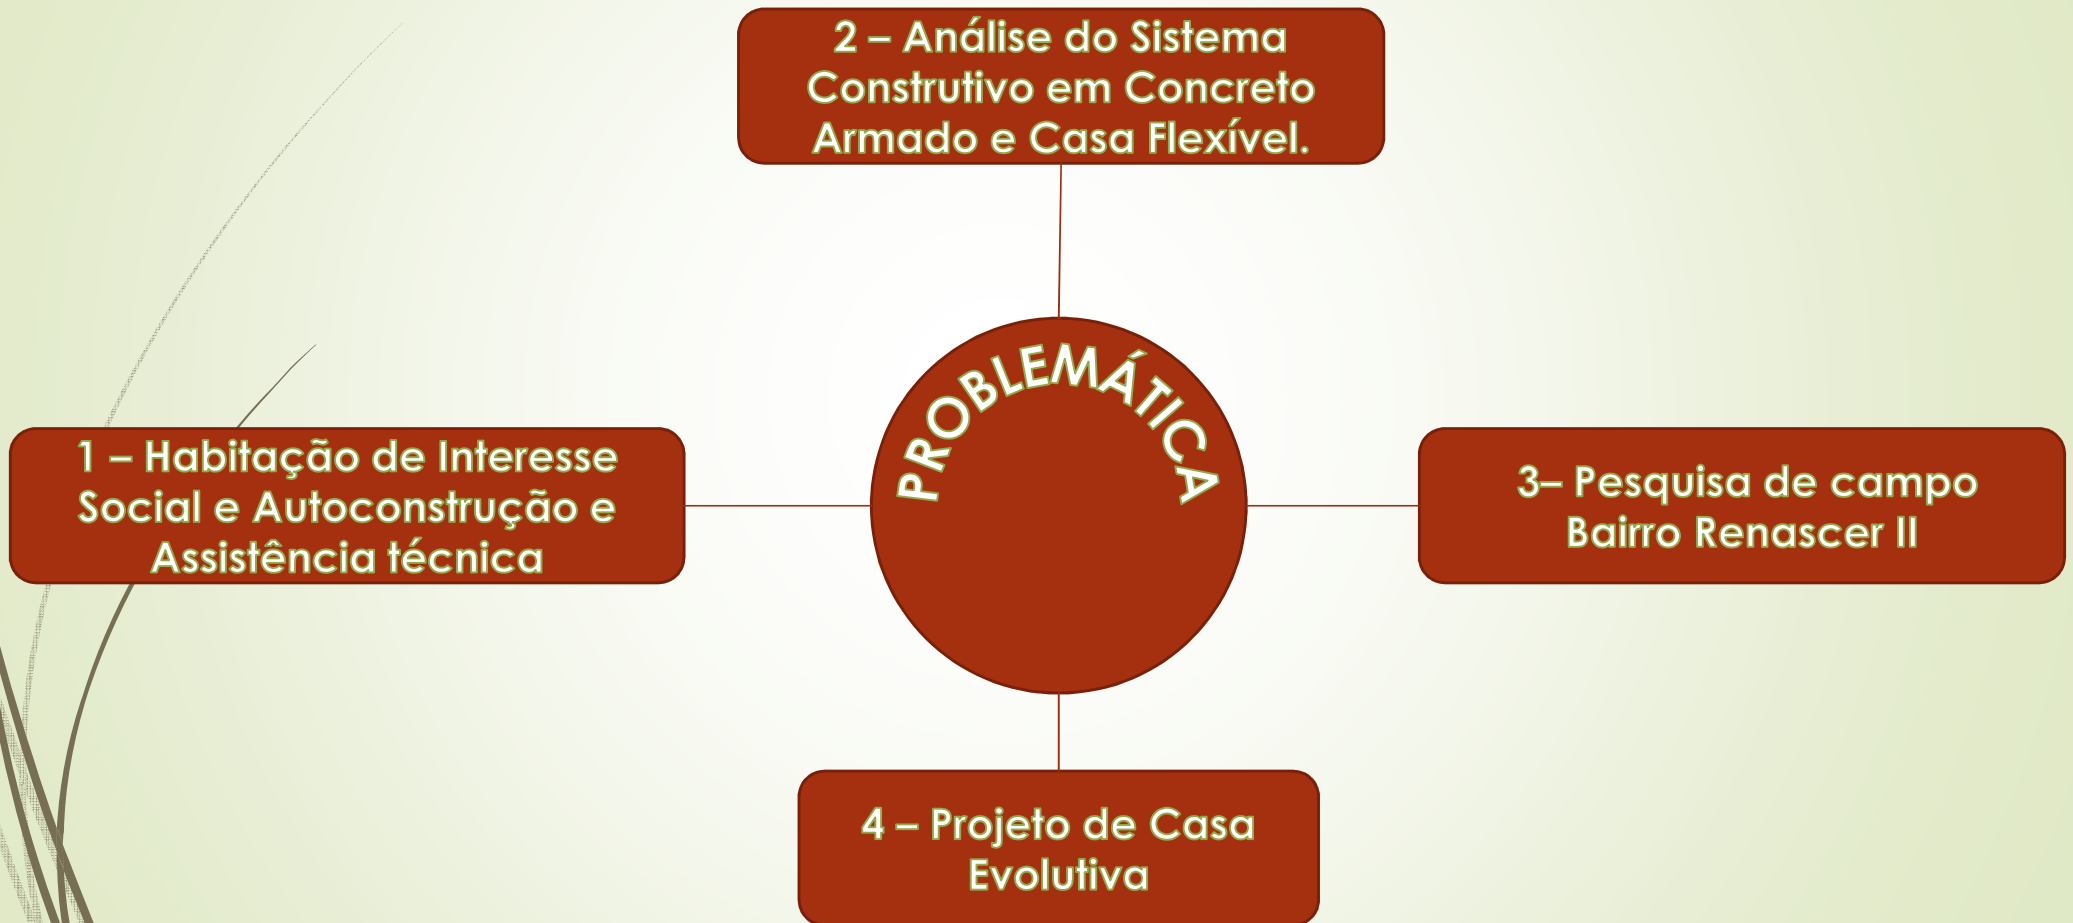 2 – Análise do Sistema
Construtivo em Concreto
Armado e Casa Flexível.
PROBLEMÁTICA
1 – Habitação de Interesse
Social e Autoconstrução e
Assistência técnica
3– Pesquisa de campo
Bairro Renascer II
4 – Projeto de Casa
Evolutiva